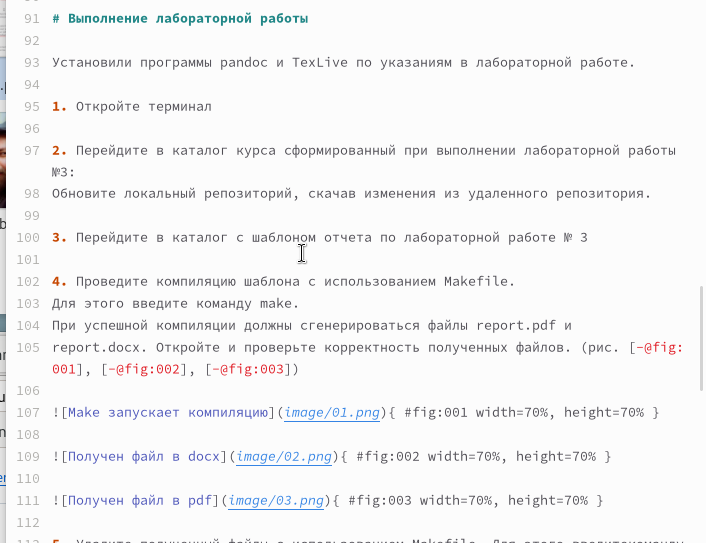 91 # Выполнение лабораторной работы
92
93 Установили программы pandoc и TexLive по указаниям в лабораторной работе.
94
95 1. Откройте терминал
96
97 2. Перейдите в каталог курса сформированный при выполнении лабораторной работы
№3:
98 Обновите локальный репозиторий, скачав изменения из удаленного репозитория.
99
100 3. Перейдите в каталог с шаблоном отчета по лабораторной работе № 3
101
102 4. Проведите компиляцию шаблона с использованием Makefile.
103 Для этого введите команду make.
104 При успешной компиляции должны сгенерироваться файлы report.pdf и
105 report.docx. Откройте и проверьте корректность полученных файлов. (рис. [-@fig:
001], [-@fig:002], [-@fig:003])
106
107 ![Make запускает компиляцию](image/01.png){ #fig:001 width=70%, height=70% }
108
109 ![Получен файл в docx](image/02.png){ #fig:002 width=70%, height=70% }
110
111 ![Получен файл в pdf](image/03.png){ #fig:003 width=70%, height=70% }
112